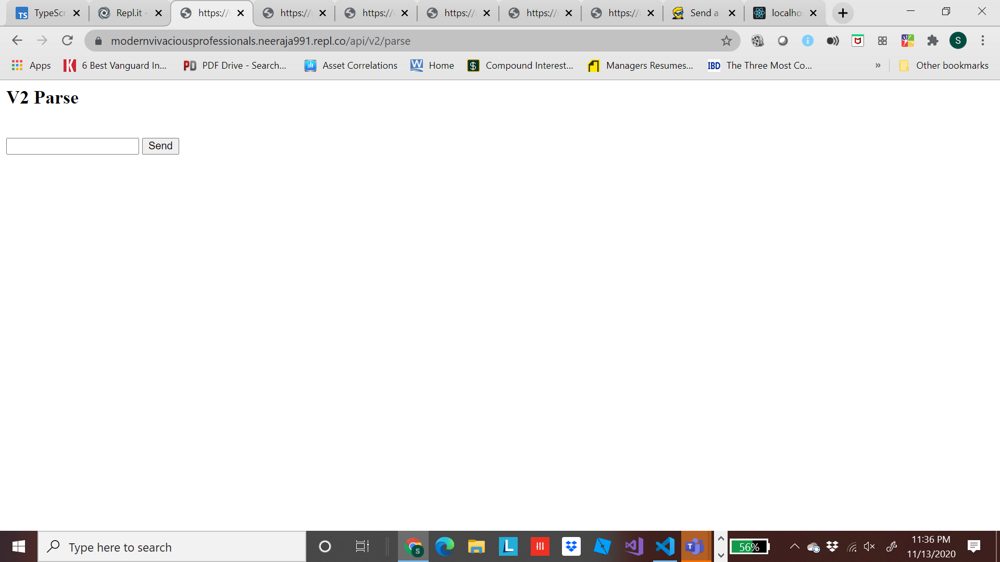 TypeScr
Repl.it -
https://
https://
https://
https://
https://
https://
Send a
localho
modernvivaciousprofessionals.neeraja991.repl.co/api/v2/parse
S
Apps
6 Best Vanguard In...
PDF Drive - Search...
Asset Correlations
Home
Compound Interest...
Managers Resumes...
IBD
The Three Most Co...
»
Other bookmarks
V2 Parse
Send
Type here to search
56%
11:36 PM
11/13/2020